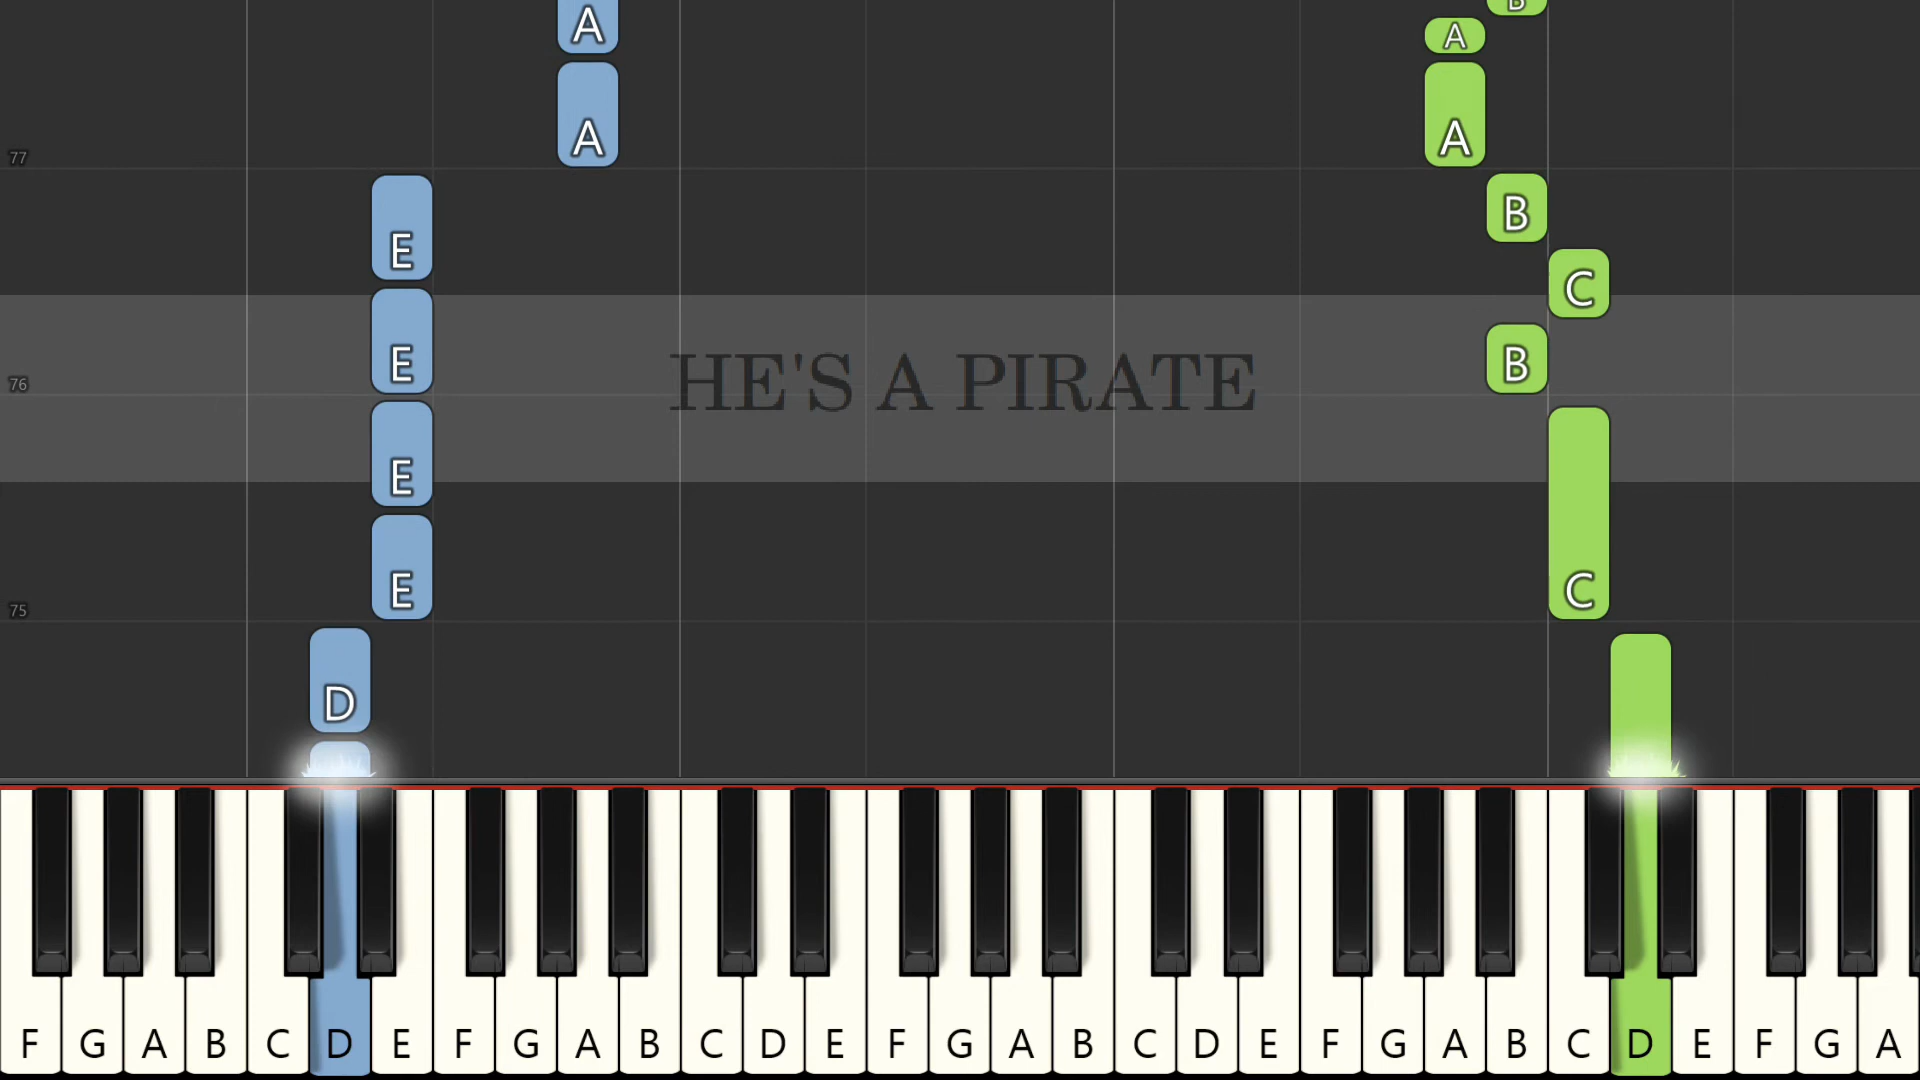 B
A A
A A
77
B
E
C
E B
HE'S A PIRATE
76
E
E C
75
D
F G A B C D E F G A B C D E F G A B C D E F G A B C D E F G A